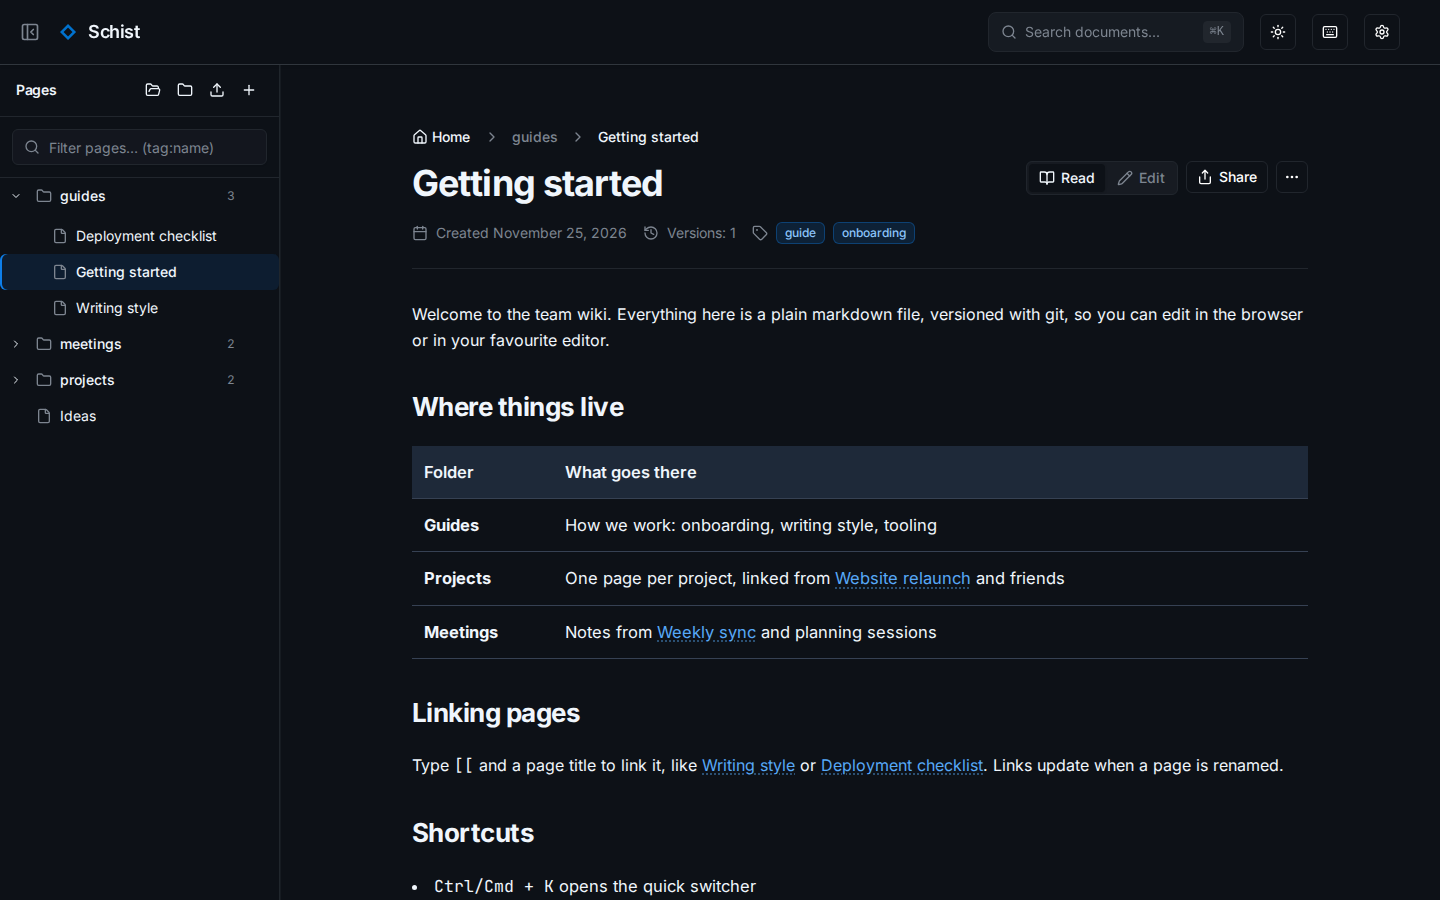 Schist
Search documents... ⌘K
Pages
Filter pages... (tag:name)
guides 3
Deployment checklist
Getting started
Writing style
meetings 2
projects 2
Ideas
Home > guides > Getting started
Getting started
Read Edit Share ...
Created November 25, 2026 Versions: 1 guide onboarding
Welcome to the team wiki. Everything here is a plain markdown file, versioned with git, so you can edit in the browser
or in your favourite editor.
Where things live
Folder What goes there
Guides How we work: onboarding, writing style, tooling
Projects One page per project, linked from Website relaunch and friends
Meetings Notes from Weekly sync and planning sessions
Linking pages
Type [[ and a page title to link it, like Writing style or Deployment checklist. Links update when a page is renamed.
Shortcuts
• Ctrl/Cmd + K opens the quick switcher